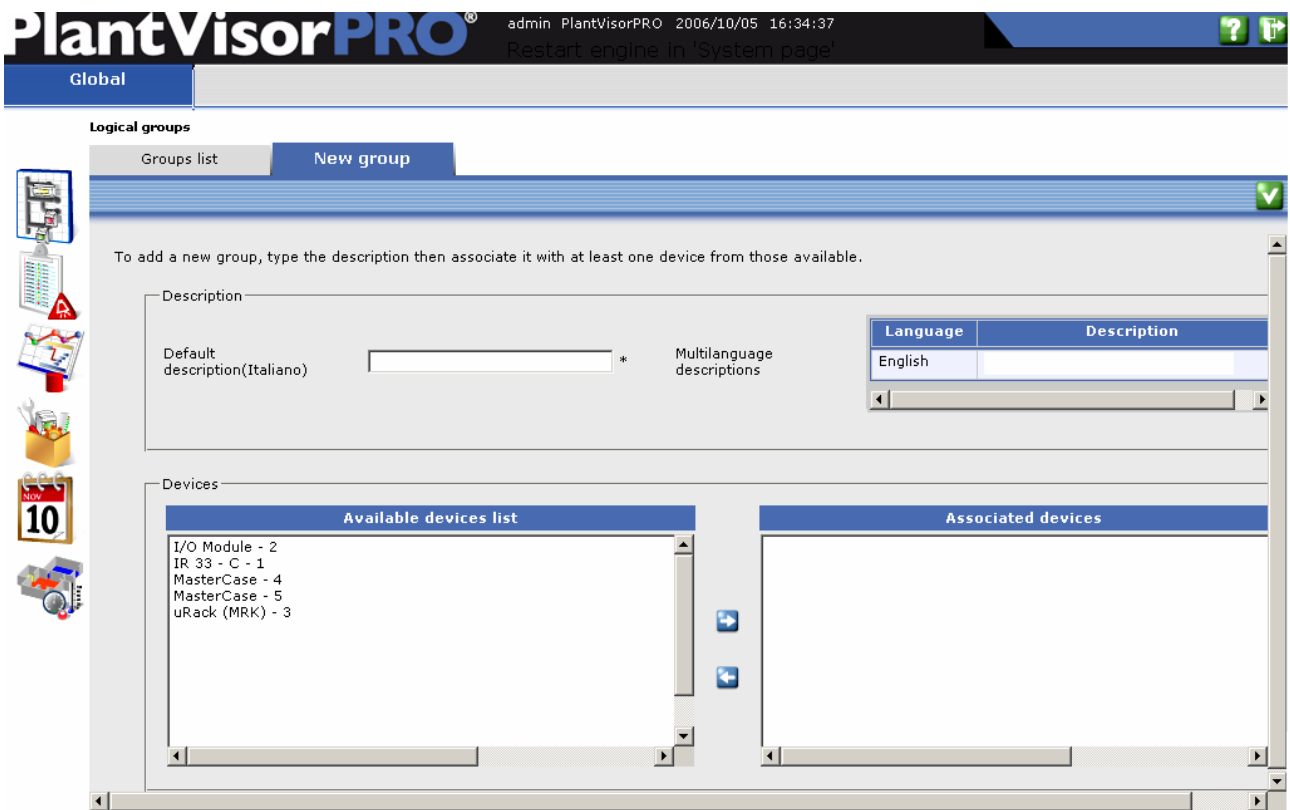 PlantVisorPRO®
admin PlantVisorPRO 2006/10/05 16:34:37
Restart engine in 'System page'
?
Global
Logical groups
Groups list
New group
To add a new group, type the description then associate it with at least one device from those available.
Description
Default
description(Italiano)
*
Multilanguage
descriptions
Language
Description
English
Devices
Available devices list
Associated devices
I/O Module - 2
IR 33 - C - 1
MasterCase - 4
MasterCase - 5
uRack (MRK) - 3
NOV
10